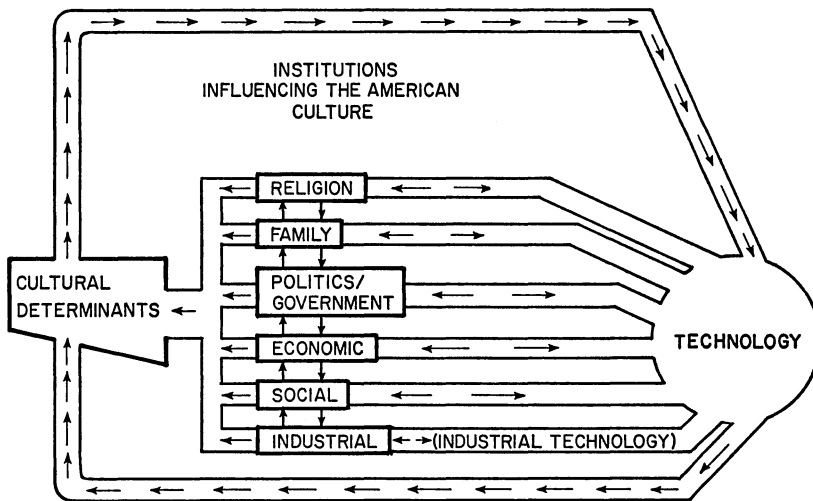 INSTITUTIONS
INFLUENCING THE AMERICAN
CULTURE
RELIGION
FAMILY
CULTURAL
DETERMINANTS
POLITICS/
GOVERNMENT
TECHNOLOGY
ECONOMIC
SOCIAL
INDUSTRIAL
(INDUSTRIAL TECHNOLOGY)